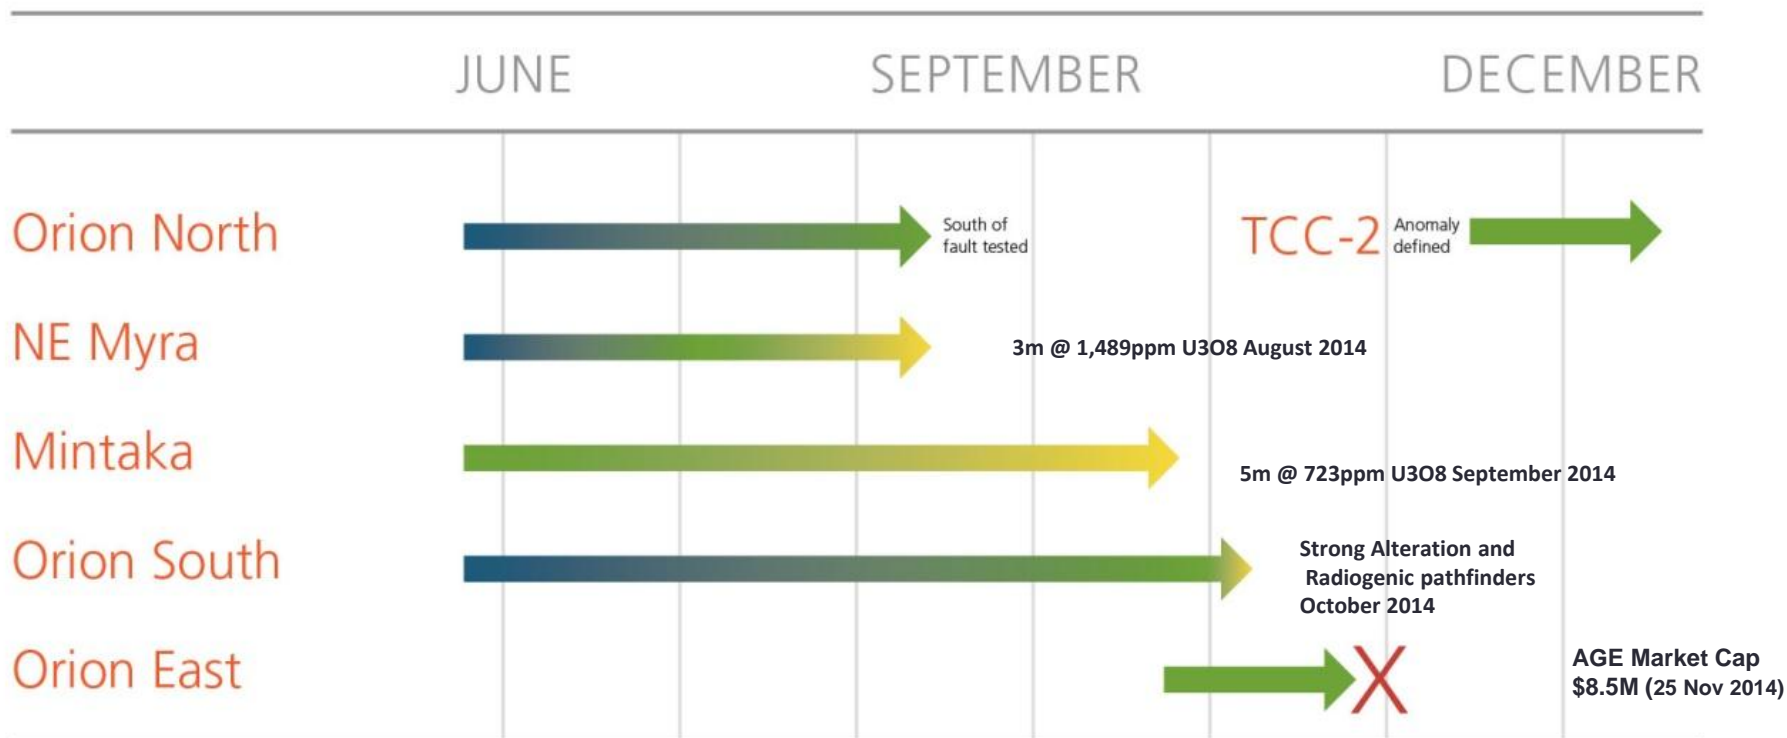 JUNE SEPTEMBER DECEMBER
Orion North
South of
fault tested
TCC-2
Anomaly
defined
NE Myra
3m @ 1,489ppm U3O8 August 2014
Mintaka
5m @ 723ppm U3O8 September 2014
Orion South
Strong Alteration and
Radiogenic pathfinders
October 2014
Orion East
X
AGE Market Cap
$8.5M (25 Nov 2014)